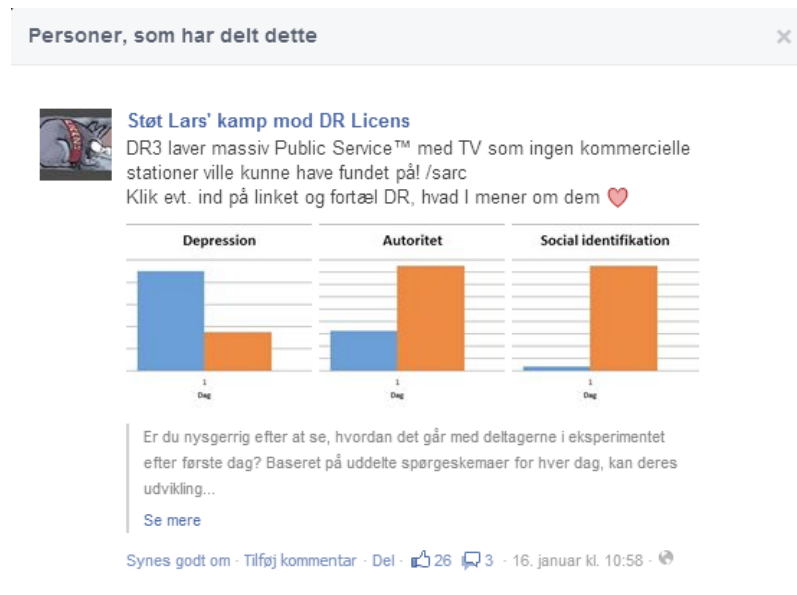 Personer, som har delt dette
Støt Lars' kamp mod DR Licens
DR3 laver massiv Public Service™ med TV som ingen kommercielle
stationer ville kunne have fundet på! /sarc
Klik evt. ind på linket og fortæl DR, hvad I mener om dem
Depression Autoritet Social identifikation
1 1 1
Dag Dag Dag
Er du nysgerrig efter at se, hvordan det går med deltagerne i eksperimentet
efter første dag? Baseret på uddelte spørgeskemaer for hver dag, kan deres
udvikling...
Se mere
Synes godt om · Tilføj kommentar · Del · 26 3 · 16. januar kl. 10:58 ·